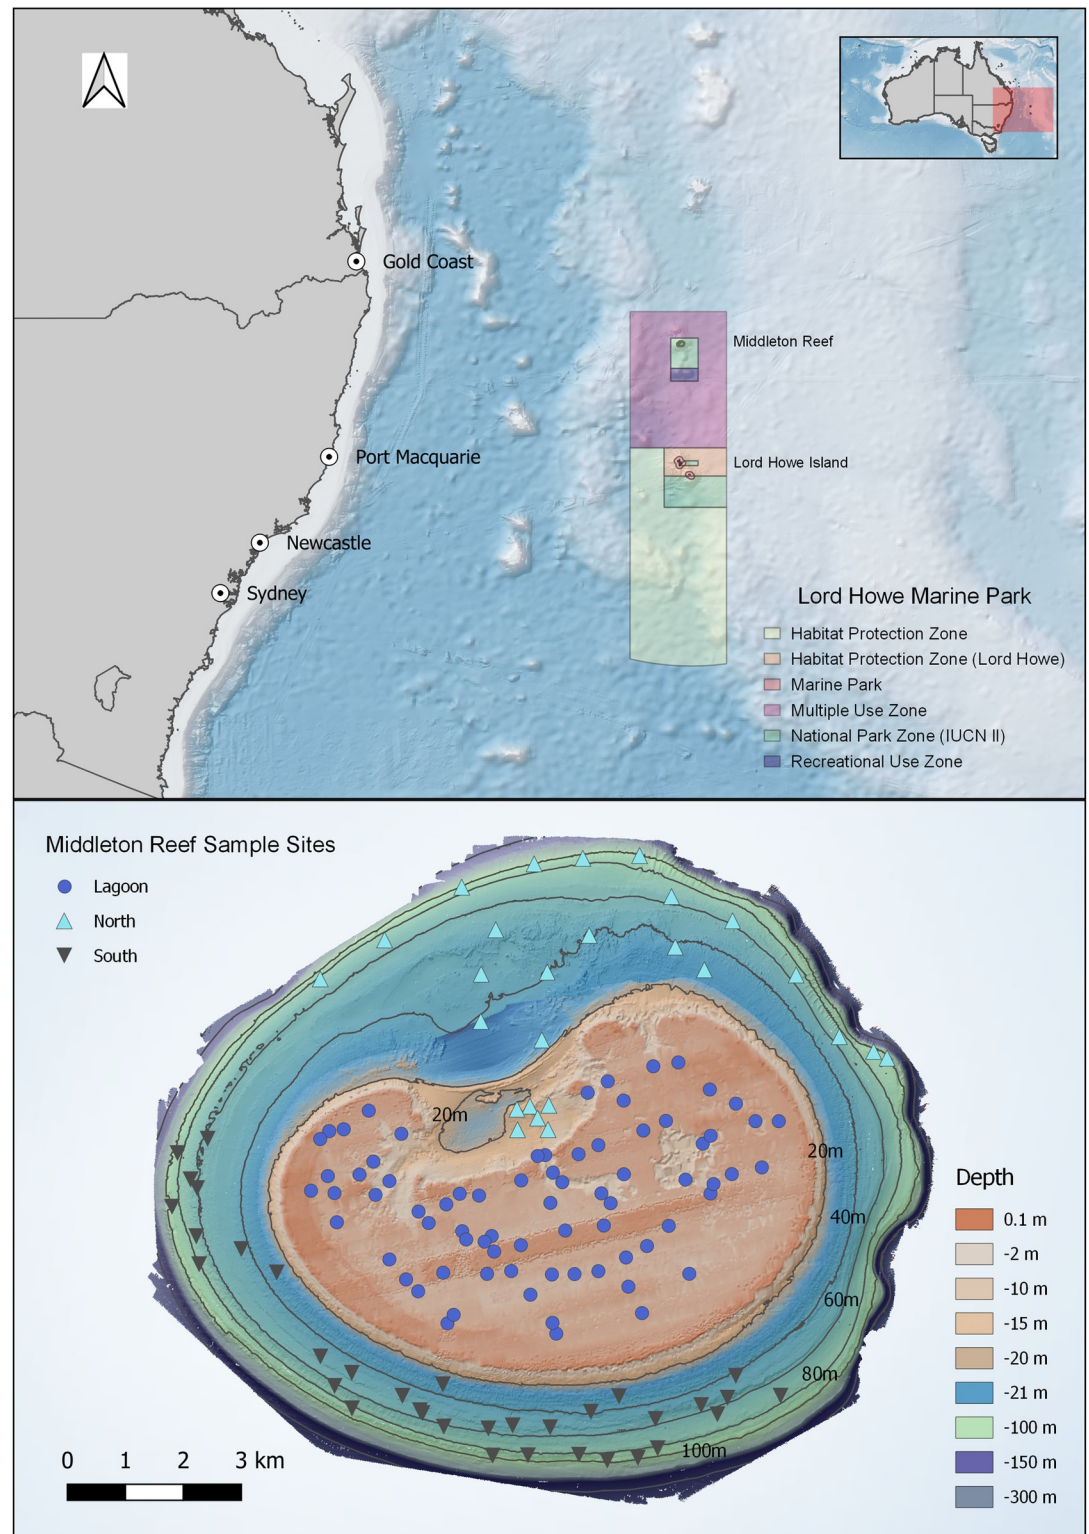 Gold Coast
Middleton Reef
Port Macquarie
Lord Howe Island
Newcastle
Sydney
Lord Howe Marine Park
Habitat Protection Zone
Habitat Protection Zone (Lord Howe)
Marine Park
Multiple Use Zone
National Park Zone (IUCN II)
Recreational Use Zone
Middleton Reef Sample Sites
Lagoon
North
South
20m
20m
40m
60m
80m
100m
Depth
0.1 m
-2 m
-10 m
-15 m
-20 m
-21 m
-100 m
-150 m
-300 m
0 1 2 3 km